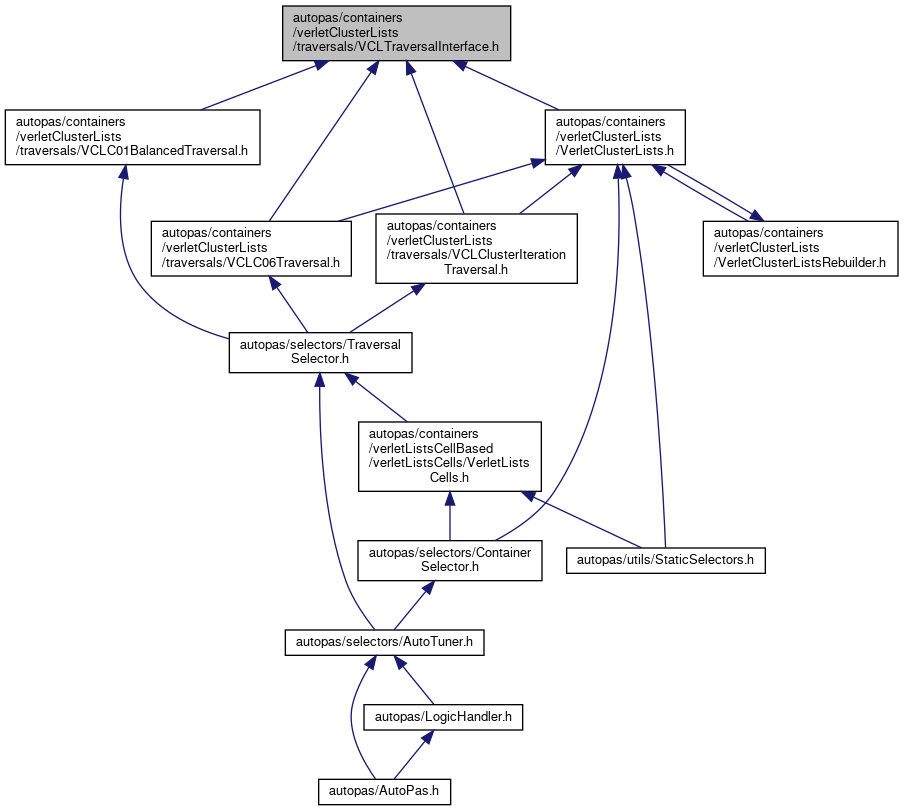 autopas/containers
/verletClusterLists
/traversals/VCLTraversalInterface.h
autopas/containers
/verletClusterLists
/traversals/VCLC01BalancedTraversal.h
autopas/containers
/verletClusterLists
/VerletClusterLists.h
autopas/containers
/verletClusterLists
/traversals/VCLC06Traversal.h
autopas/containers
/verletClusterLists
/traversals/VCLClusterIteration
Traversal.h
autopas/containers
/verletClusterLists
/VerletClusterListsRebuilder.h
autopas/selectors/Traversal
Selector.h
autopas/containers
/verletListsCellBased
/verletListsCells/VerletLists
Cells.h
autopas/selectors/Container
Selector.h
autopas/utils/StaticSelectors.h
autopas/selectors/AutoTuner.h
autopas/LogicHandler.h
autopas/AutoPas.h